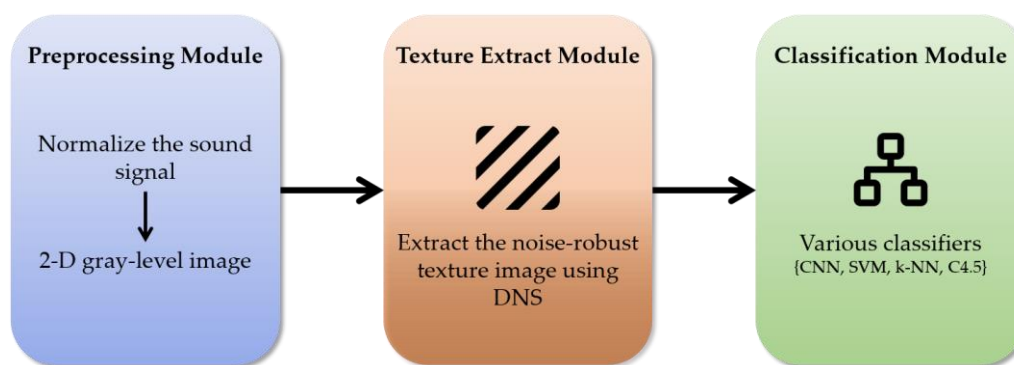 Preprocessing Module
Normalize the sound
signal
2-D gray-level image
Texture Extract Module
Extract the noise-robust
texture image using
DNS
Classification Module
Various classifiers
{CNN, SVM, k-NN, C4.5}